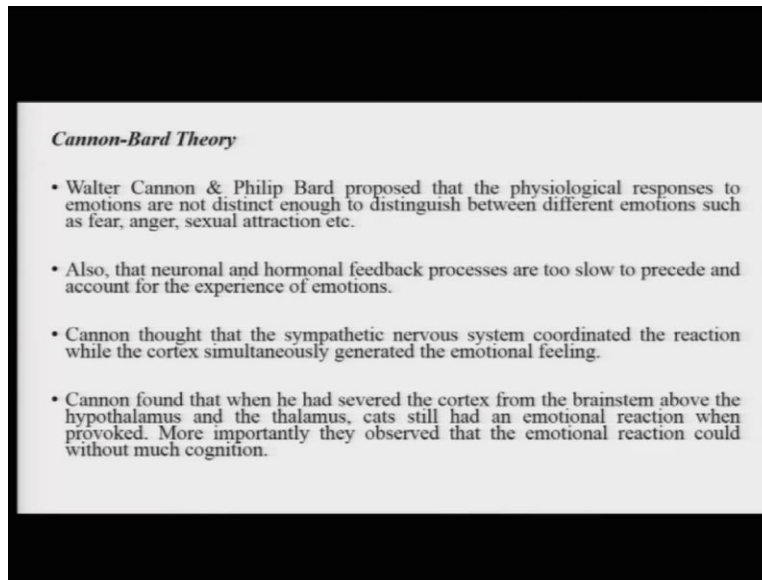 Cannon-Bard Theory
• Walter Cannon & Philip Bard proposed that the physiological responses to
emotions are not distinct enough to distinguish between different emotions such
as fear, anger, sexual attraction etc.
• Also, that neuronal and hormonal feedback processes are too slow to precede and
account for the experience of emotions.
• Cannon thought that the sympathetic nervous system coordinated the reaction
while the cortex simultaneously generated the emotional feeling.
• Cannon found that when he had severed the cortex from the brainstem above the
hypothalamus and the thalamus, cats still had an emotional reaction when
provoked. More importantly they observed that the emotional reaction could
without much cognition.